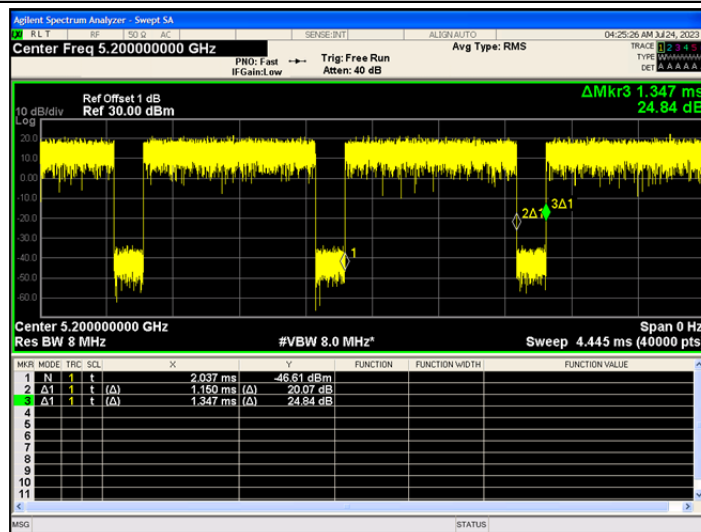 Agilent Spectrum Analyzer - Swept SA
RLT RF 50 Ω AC SENSE:INT ALIGN AUTO 04:25:26 AM Jul 24, 2023
Center Freq 5.200000000 GHz
PNO: Fast
IFGain:Low
Trig: Free Run
Atten: 40 dB
Avg Type: RMS
TRACE 1 2 3 4 5
TYPE W
DET A A A A A
ΔMkr3 1.347 ms
24.84 dB
Ref Offset 1 dB
10 dB/div Ref 30.00 dBm
Log
20.0
10.0
0.00
-10.0
-20.0
-30.0
-40.0
-50.0
-60.0
1
2Δ1
3Δ1
Center 5.200000000 GHz Span 0 Hz
Res BW 8 MHz #VBW 8.0 MHz* Sweep 4.445 ms (40000 pts
MKR MODE TRC SCL X Y FUNCTION FUNCTION WIDTH FUNCTION VALUE
1 N 1 t 2.037 ms -46.61 dBm
2 Δ1 1 t (Δ) 1.150 ms (Δ) 20.07 dB
3 Δ1 1 t (Δ) 1.347 ms (Δ) 24.84 dB
4
5
6
7
8
9
10
11
MSG STATUS